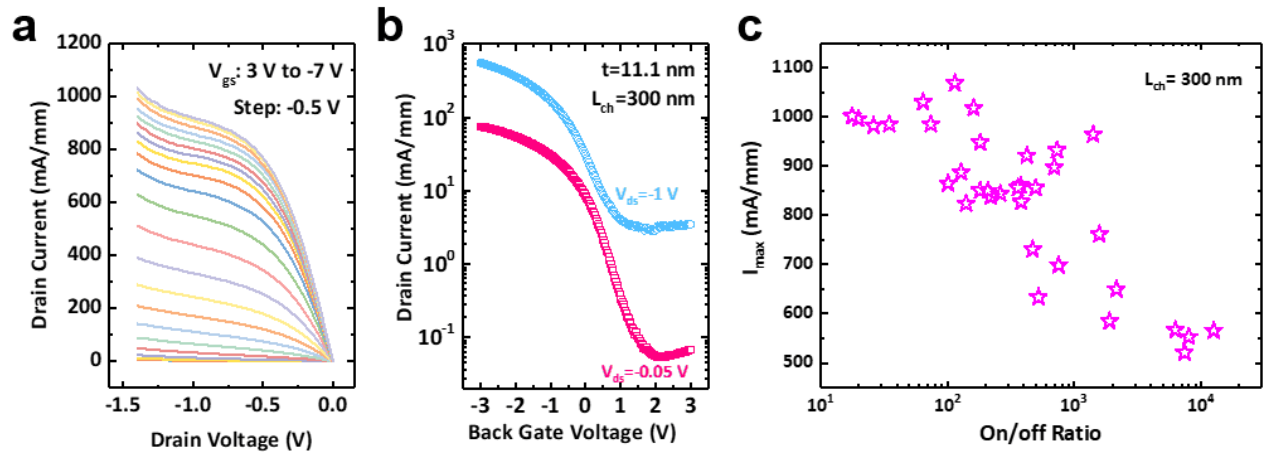 a
1200
1000
800
600
400
200
0
-1.5
-1.0
-0.5
0.0
Drain Voltage (V)
Drain Current (mA/mm)
V_gs: 3 V to -7 V
Step: -0.5 V
b
10^3
10^2
10^1
10^0
10^-1
-3
-2
-1
0
1
2
3
Back Gate Voltage (V)
Drain Current (mA/mm)
t=11.1 nm
L_ch=300 nm
V_ds=-1 V
V_ds=-0.05 V
c
1100
1000
900
800
700
600
500
10^1
10^2
10^3
10^4
On/off Ratio
I_max (mA/mm)
L_ch= 300 nm